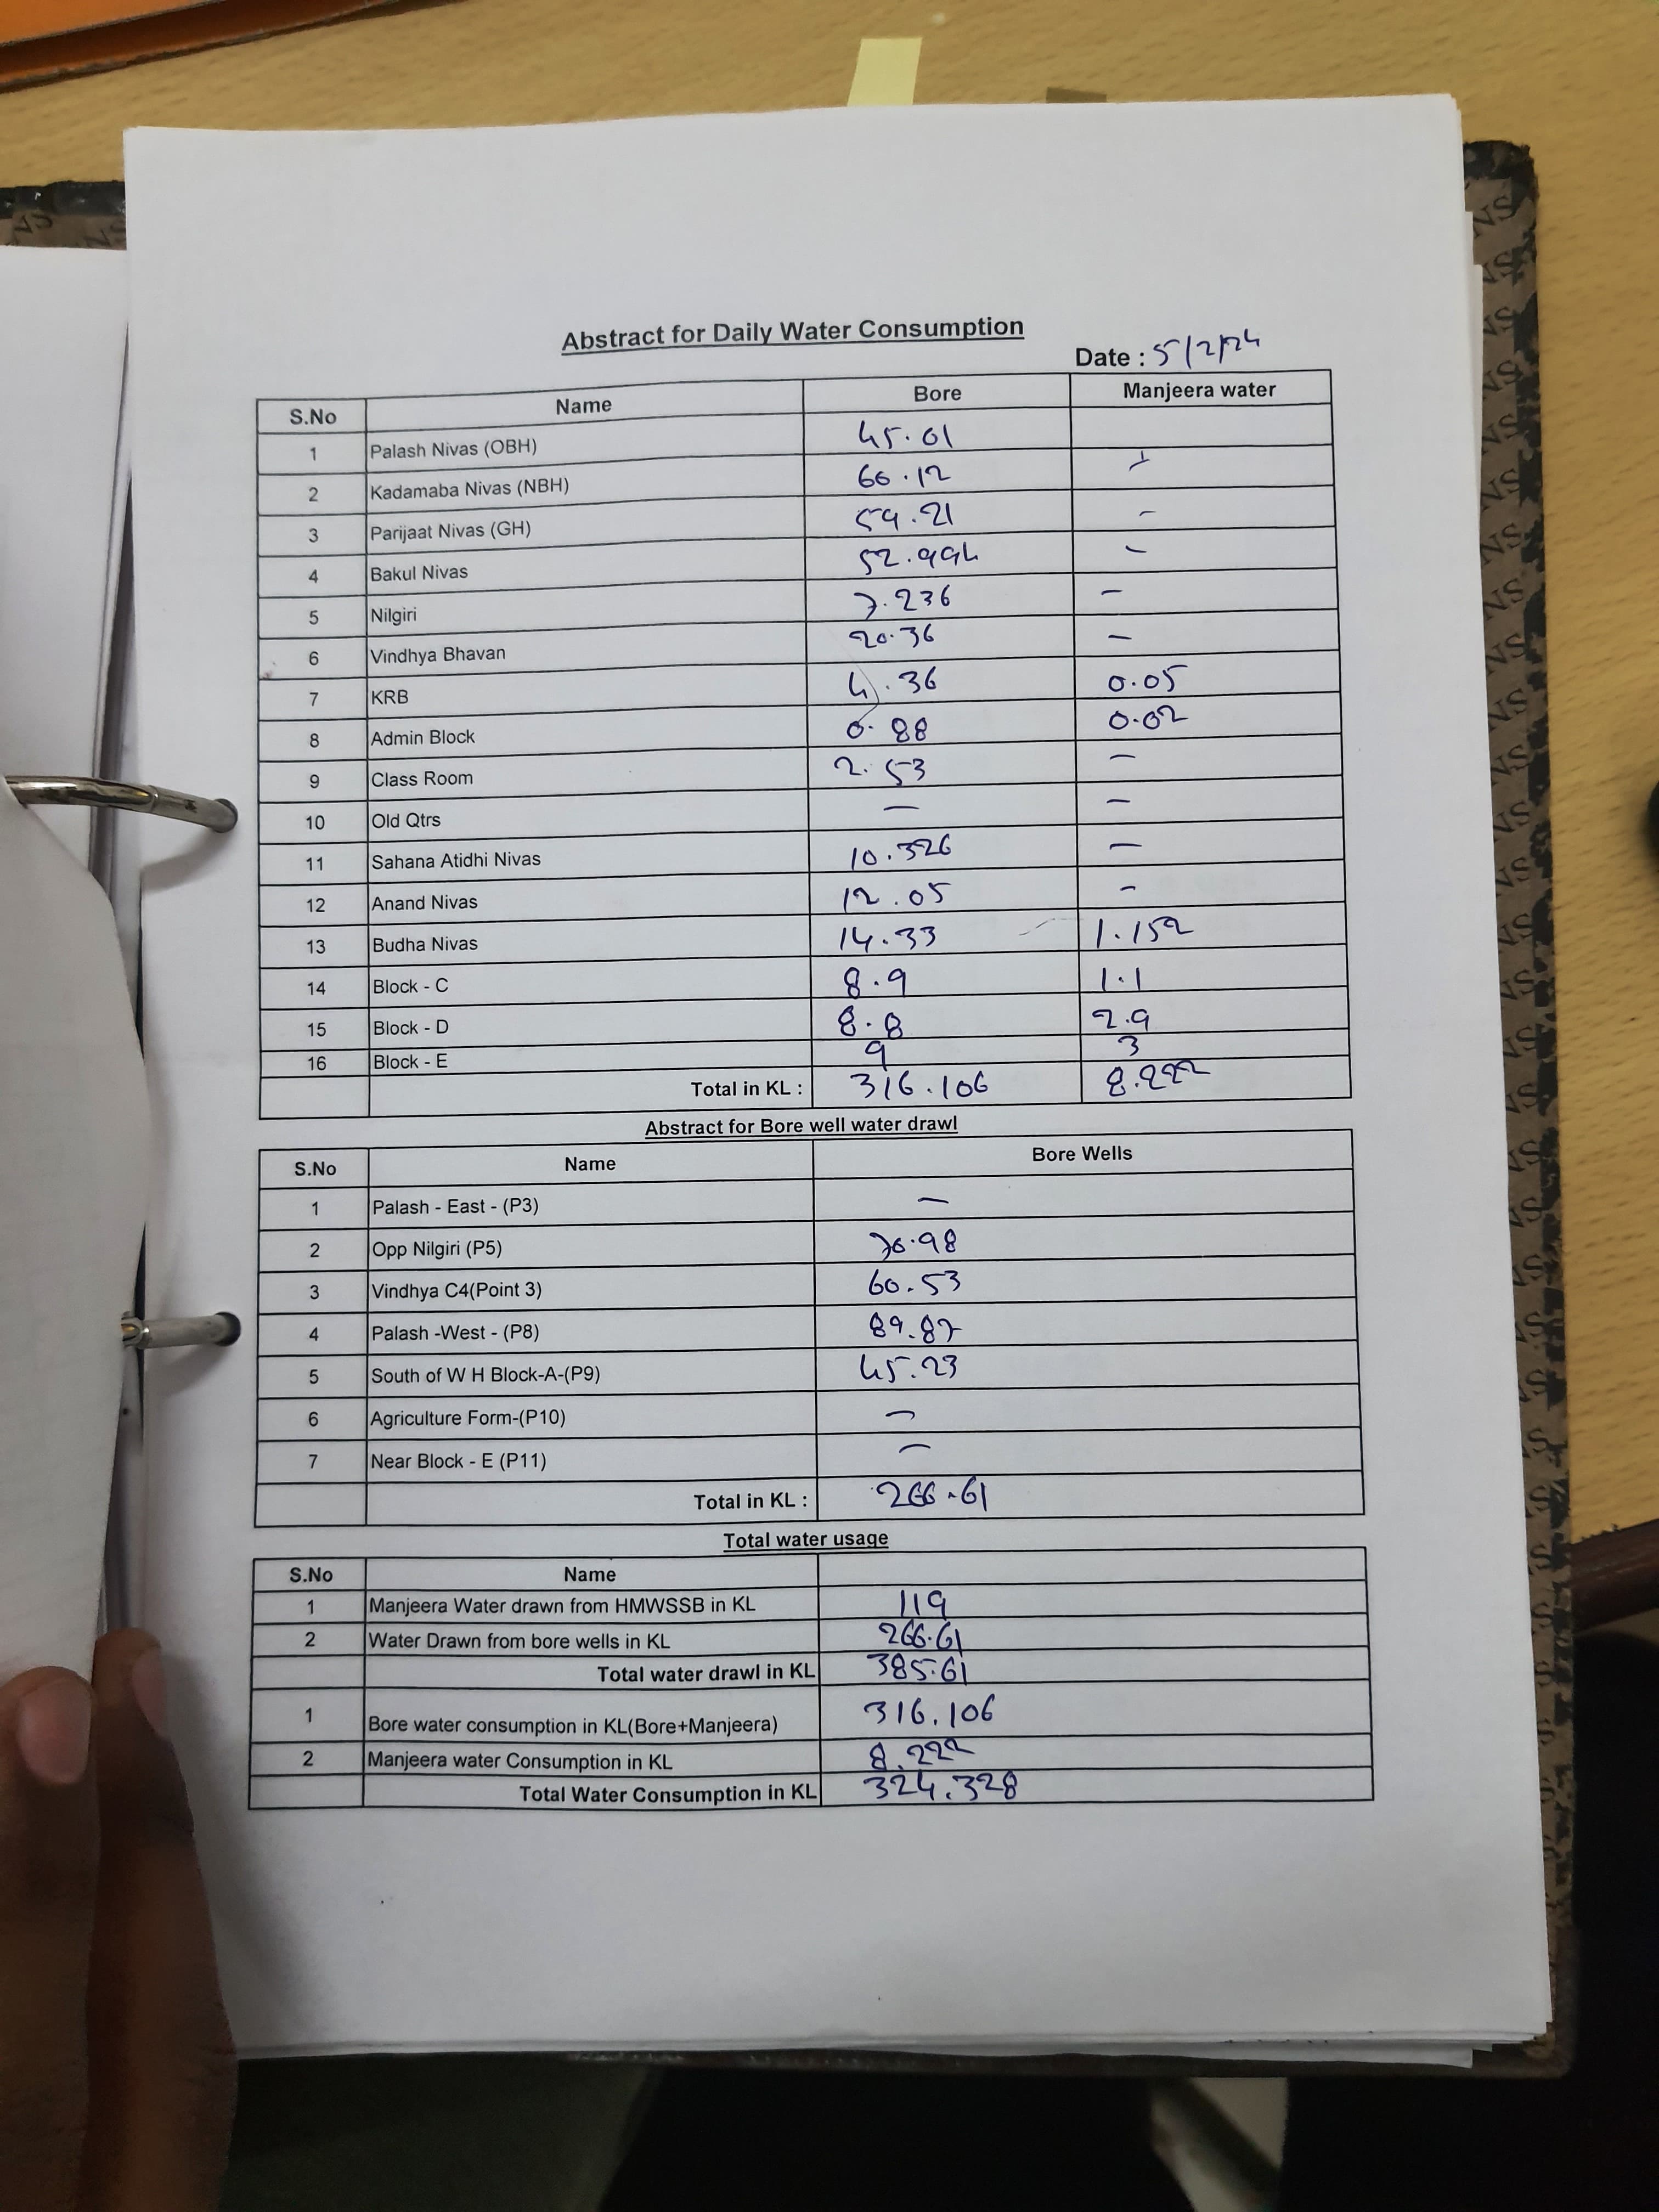 Abstract for Daily Water Consumption
Date : 5/2/24
S.No Name Bore Manjeera water
1 Palash Nivas (OBH) 45.01
2 Kadamaba Nivas (NBH) 60.12 -
3 Parijaat Nivas (GH) 59.21 -
4 Bakul Nivas 52.994 -
5 Nilgiri 7.236 -
6 Vindhya Bhavan 20.36 -
7 KRB 4.36 0.05
8 Admin Block 0.88 0.02
9 Class Room 2.53 -
10 Old Qtrs - -
11 Sahana Atidhi Nivas 10.326 -
12 Anand Nivas 12.05 -
13 Budha Nivas 14.33 1.152
14 Block - C 8.9 1.1
15 Block - D 8.8 2.9
16 Block - E 9 3
Total in KL : 316.106 8.222
Abstract for Bore well water drawl
S.No Name Bore Wells
1 Palash - East - (P3) -
2 Opp Nilgiri (P5) 70.98
3 Vindhya C4(Point 3) 60.53
4 Palash -West - (P8) 89.87
5 South of W H Block-A-(P9) 45.23
6 Agriculture Form-(P10) -
7 Near Block - E (P11) -
Total in KL : 266.61
Total water usage
S.No Name
1 Manjeera Water drawn from HMWSSB in KL 119
2 Water Drawn from bore wells in KL 266.61
Total water drawl in KL 385.61
1 Bore water consumption in KL(Bore+Manjeera) 316.106
2 Manjeera water Consumption in KL 8.222
Total Water Consumption in KL 324.328